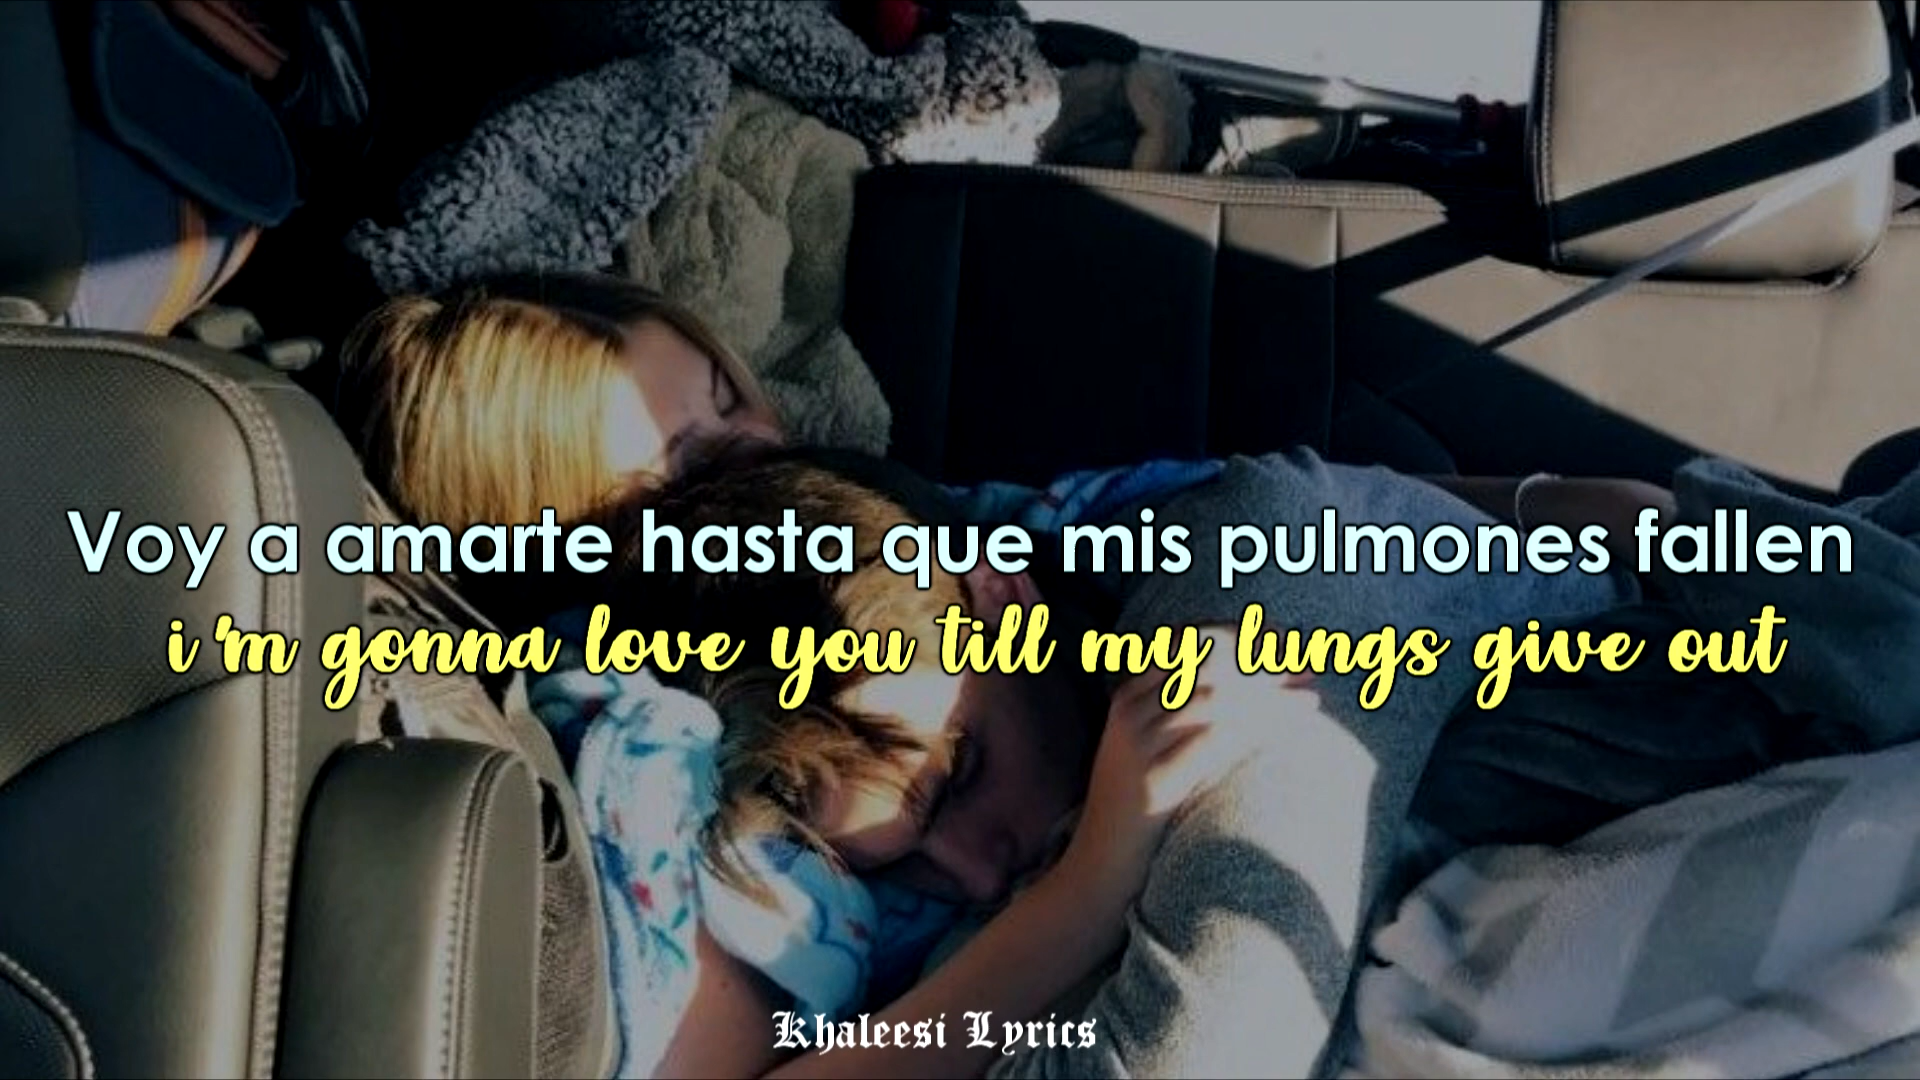 Voy a amarte hasta que mis pulmones fallen
i'm gonna love you till my lungs give out
Khaleesi Lyrics